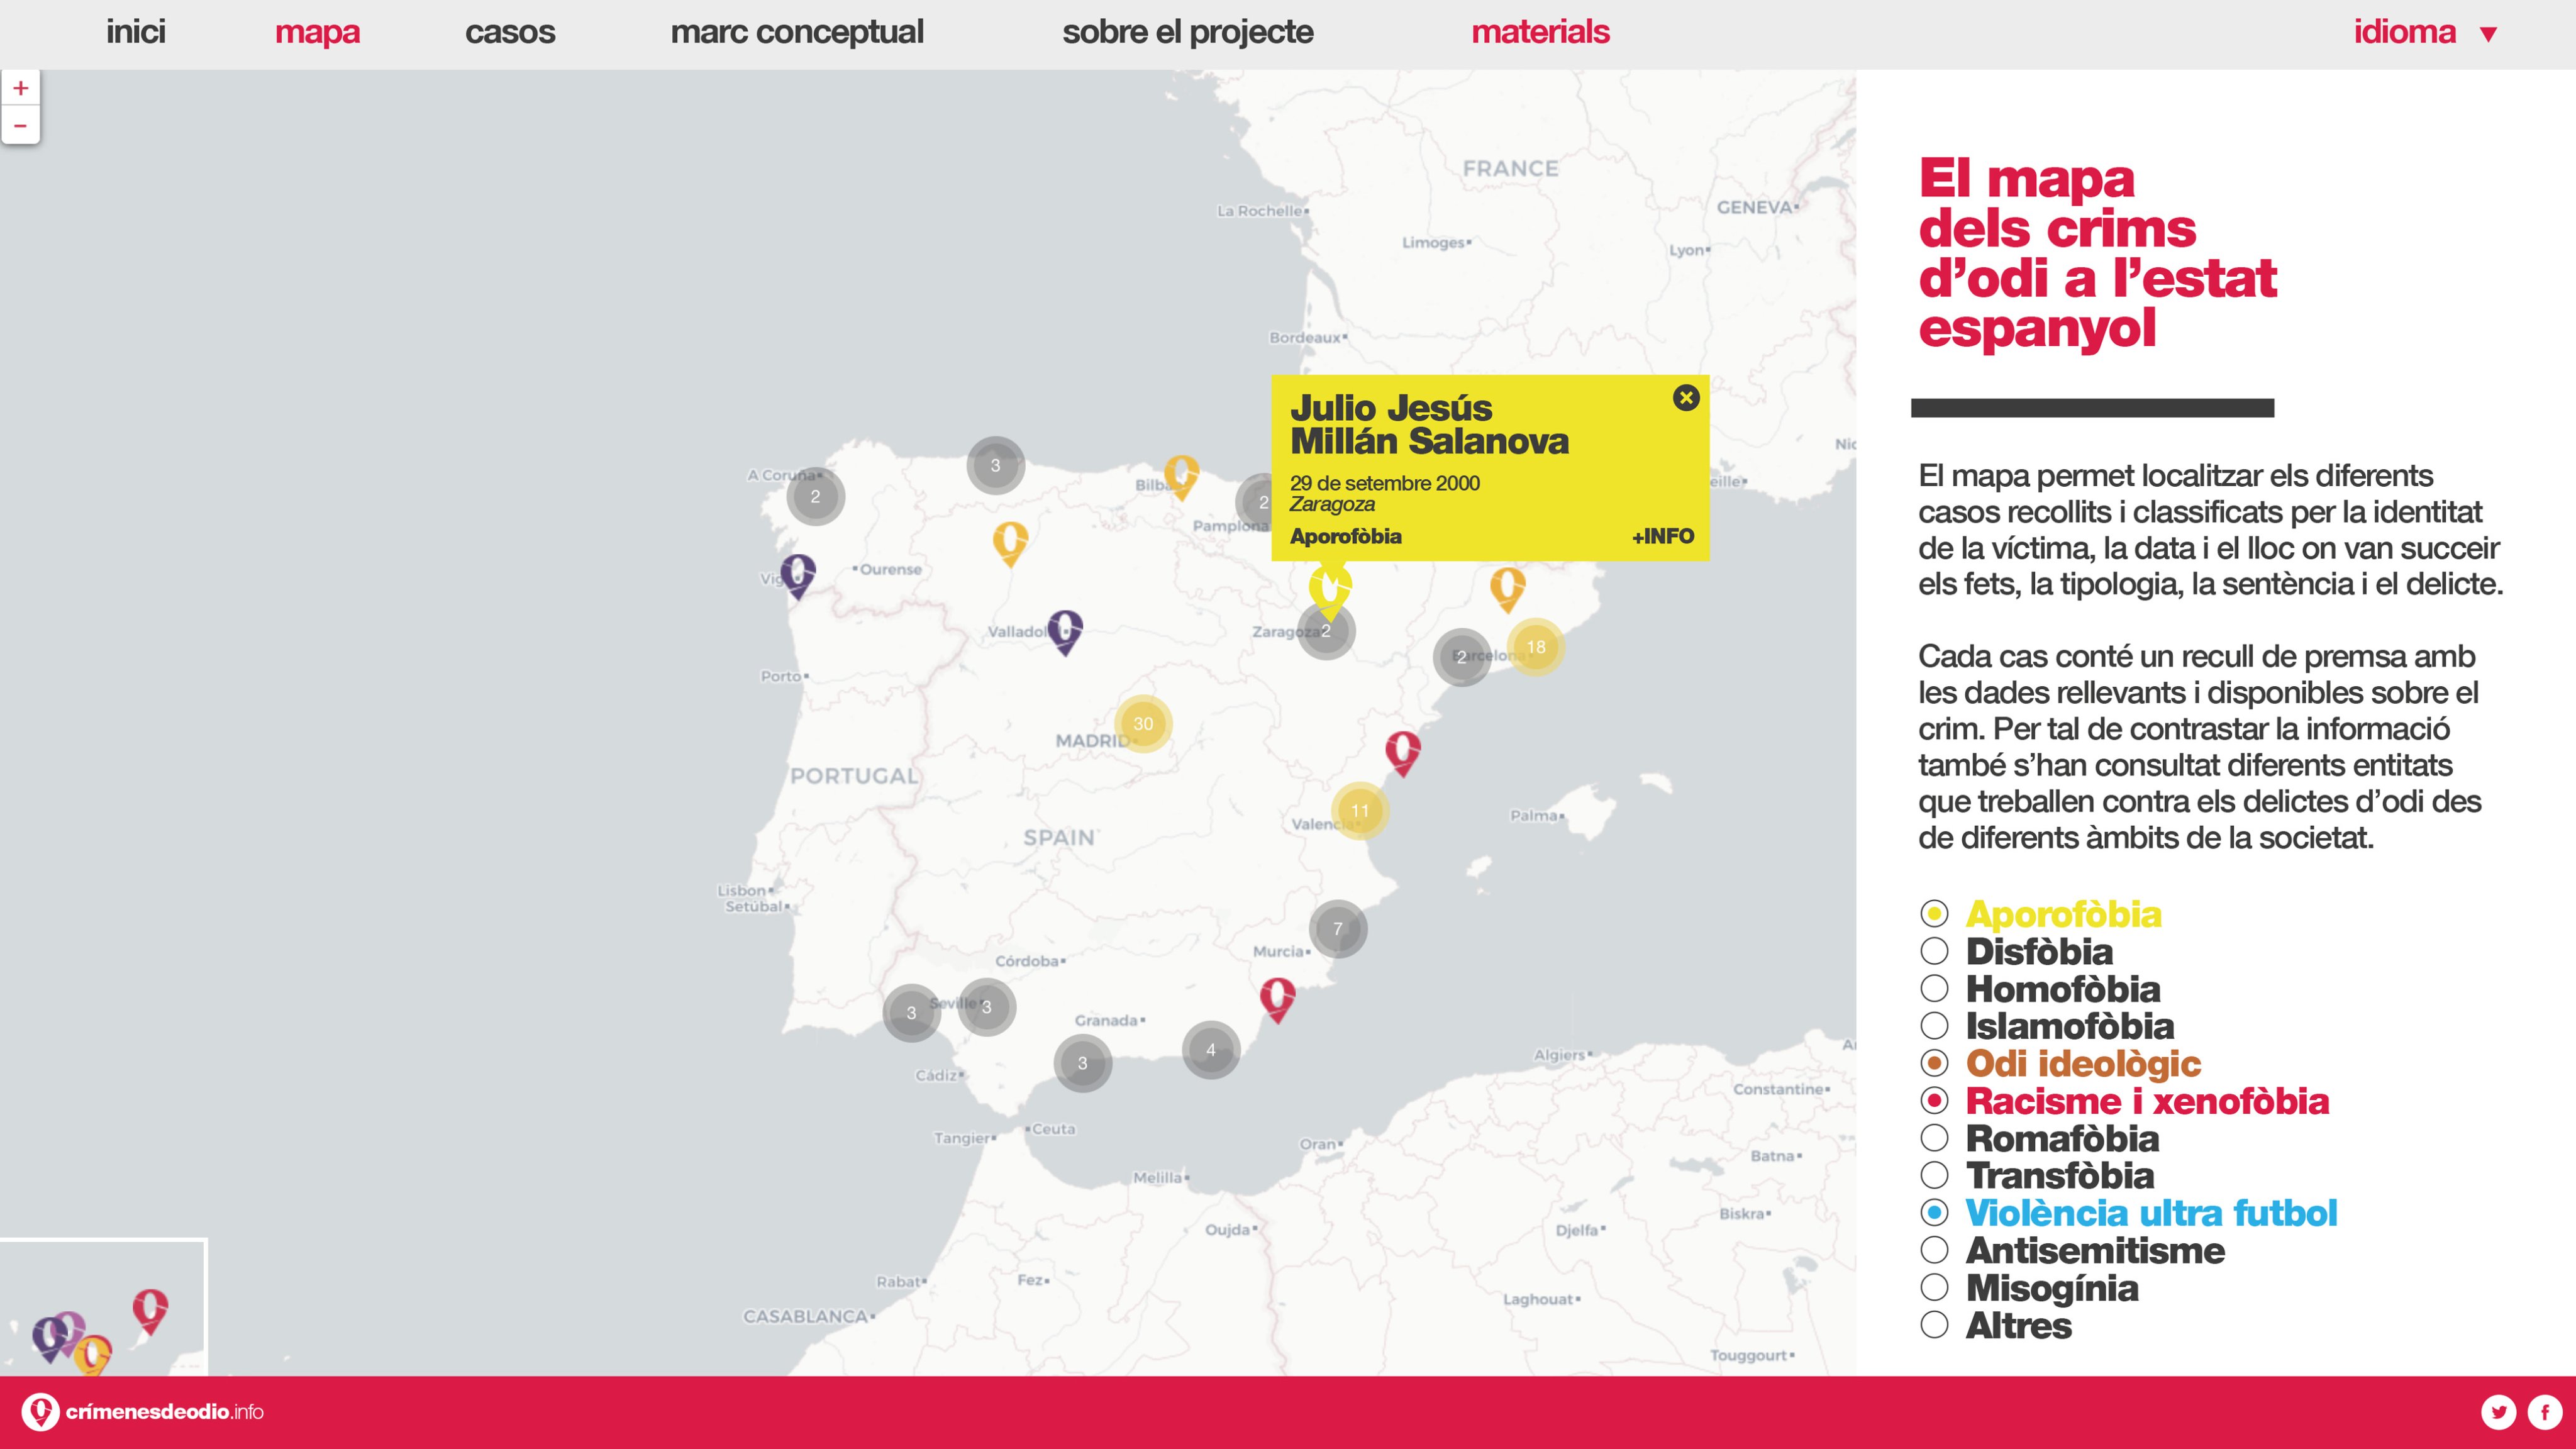 inici
mapa
casos
marc conceptual
sobre el projecte
materials
idioma
+
−
FRANCE
La Rochelle
GENEVA
Limoges
Lyon
Bordeaux
Julio Jesús
Millán Salanova
29 de setembre 2000
Zaragoza
Aporofòbia
+INFO
A Coruña
2
3
2
Pamplona
Ourense
Zaragoza
2
2
18
Porto
30
MADRID
PORTUGAL
11
Palma
SPAIN
Lisbon
Setúbal
7
Murcia
Córdoba
3
Seville
3
Granada
3
4
Cádiz
Algiers
Constantine
Tangier
Ceuta
Oran
Batna
Melilla
Oujda
Djelfa
Biskra
Rabat
Fez
Laghouat
CASABLANCA
Touggourt
El mapa
dels crims
d’odi a l’estat
espanyol
El mapa permet localitzar els diferents
casos recollits i classificats per la identitat
de la víctima, la data i el lloc on van succeir
els fets, la tipologia, la sentència i el delicte.
Cada cas conté un recull de premsa amb
les dades rellevants i disponibles sobre el
crim. Per tal de contrastar la informació
també s’han consultat diferents entitats
que treballen contra els delictes d’odi des
de diferents àmbits de la societat.
Aporofòbia
Disfòbia
Homofòbia
Islamofòbia
Odi ideològic
Racisme i xenofòbia
Romafòbia
Transfòbia
Violència ultra futbol
Antisemitisme
Misogínia
Altres
crímenesdeodio.info